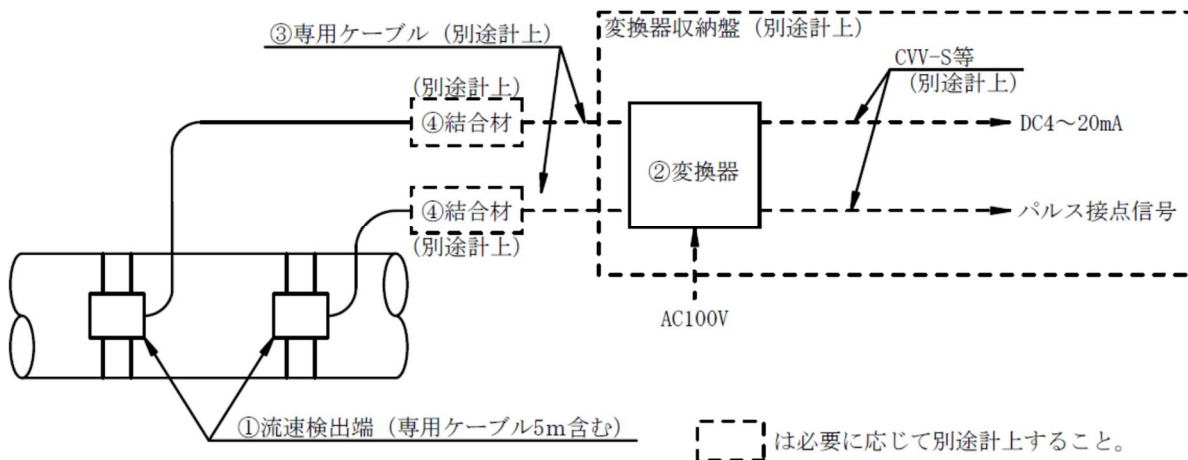 ③専用ケーブル (別途計上)
変換器収納盤 (別途計上)
CVV-S等
(別途計上)
(別途計上)
④結合材
②変換器
DC4～20mA
④結合材
(別途計上)
パルス接点信号
AC100V
①流速検出端 (専用ケーブル5m含む)
は必要に応じて別途計上すること。